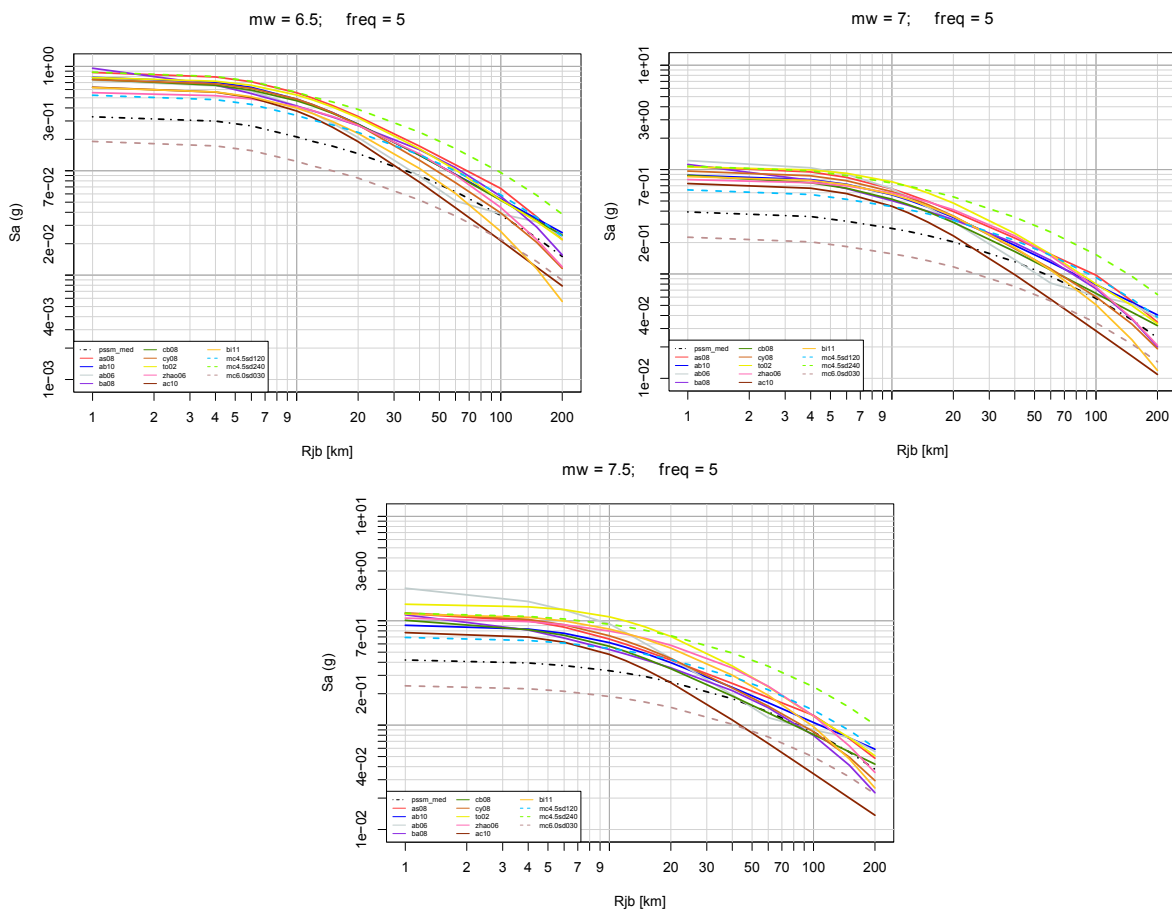 mw = 6.5; freq = 5
Sa (g)
1e+00
3e−01
7e−02
2e−02
4e−03
1e−03
pssm_med
as08
ab10
ab06
ba08
cb08
cy08
to02
zhao06
ac10
bi11
mc4.5sd120
mc4.5sd240
mc6.0sd030
1 2 3 4 5 7 9 20 30 50 70 100 200
Rjb [km]
mw = 7; freq = 5
Sa (g)
1e+01
3e+00
7e−01
2e−01
4e−02
1e−02
pssm_med
as08
ab10
ab06
ba08
cb08
cy08
to02
zhao06
ac10
bi11
mc4.5sd120
mc4.5sd240
mc6.0sd030
1 2 3 4 5 6 7 9 20 30 40 60 100 200
Rjb [km]
mw = 7.5; freq = 5
Sa (g)
1e+01
3e+00
7e−01
2e−01
4e−02
1e−02
pssm_med
as08
ab10
ab06
ba08
cb08
cy08
to02
zhao06
ac10
bi11
mc4.5sd120
mc4.5sd240
mc6.0sd030
1 2 3 4 5 6 7 9 20 30 40 60 100 200
Rjb [km]